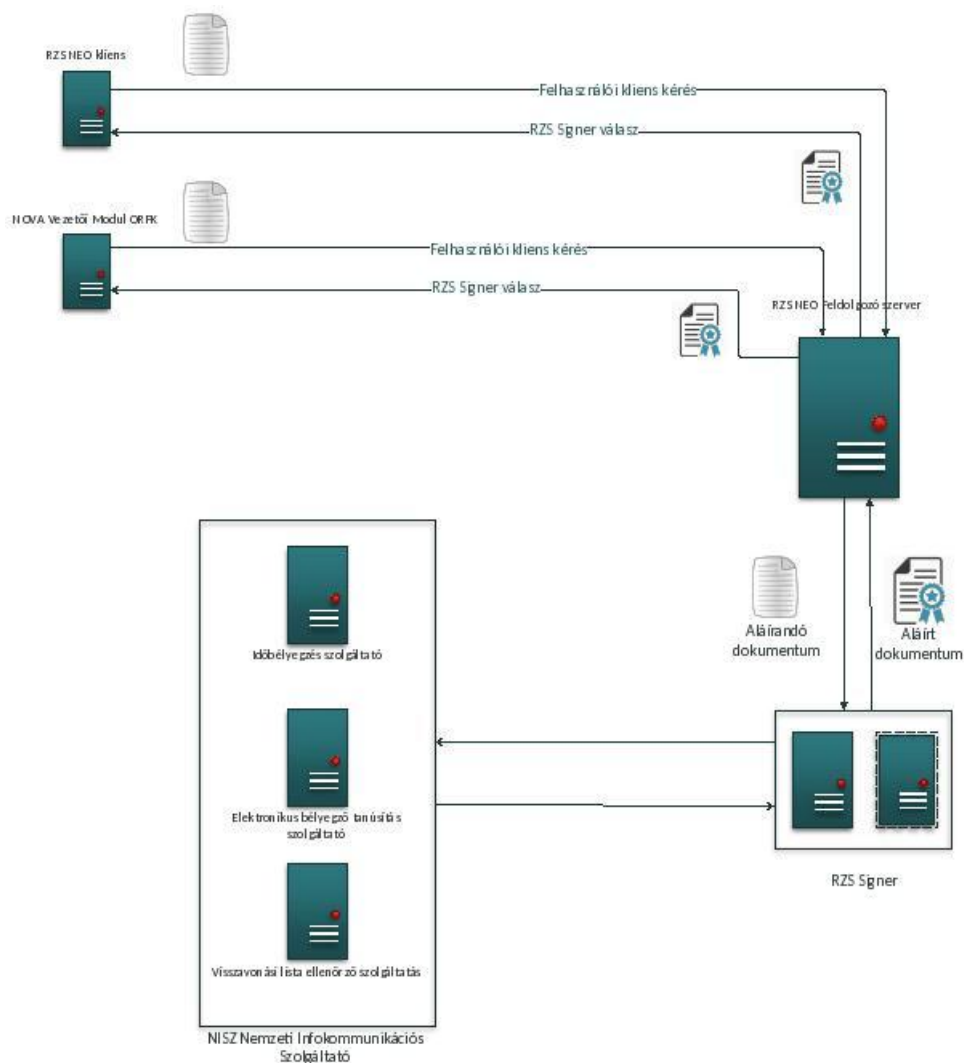 RZS NEO kliens
Felhasználói kliens kérés
RZS Signer válasz
NOVA Vezetői Modul ORFK
Felhasználói kliens kérés
RZS Signer válasz
RZS NEO Feldolgozó szerver
Időbélyegzés szolgáltató
Aláírandó
dokumentum
Aláírt
dokumentum
Elektronikus bélyegző tanúsítás
szolgáltató
RZS Signer
Visszavonási lista ellenőrző szolgáltatás
NISZ Nemzeti Infokommunikációs
Szolgáltató